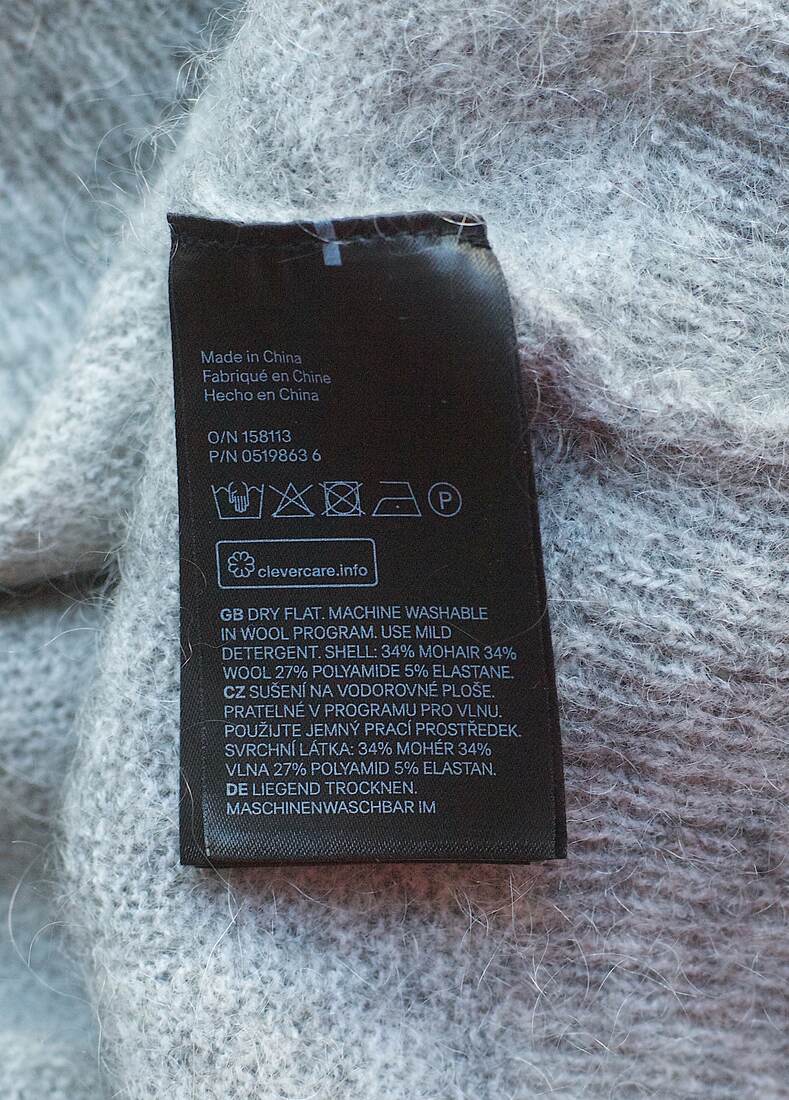 Made in China
Fabriqué en Chine
Hecho en China
O/N 158113
P/N 0519863 6
P
clevercare.info
GB DRY FLAT. MACHINE WASHABLE
IN WOOL PROGRAM. USE MILD
DETERGENT. SHELL: 34% MOHAIR 34%
WOOL 27% POLYAMIDE 5% ELASTANE.
CZ SUŠENÍ NA VODOROVNÉ PLOŠE.
PRATELNÉ V PROGRAMU PRO VLNU.
POUŽIJTE JEMNÝ PRACÍ PROSTŘEDEK.
SVRCHNÍ LÁTKA: 34% MOHÉR 34%
VLNA 27% POLYAMID 5% ELASTAN.
DE LIEGEND TROCKNEN.
MASCHINENWASCHBAR IM